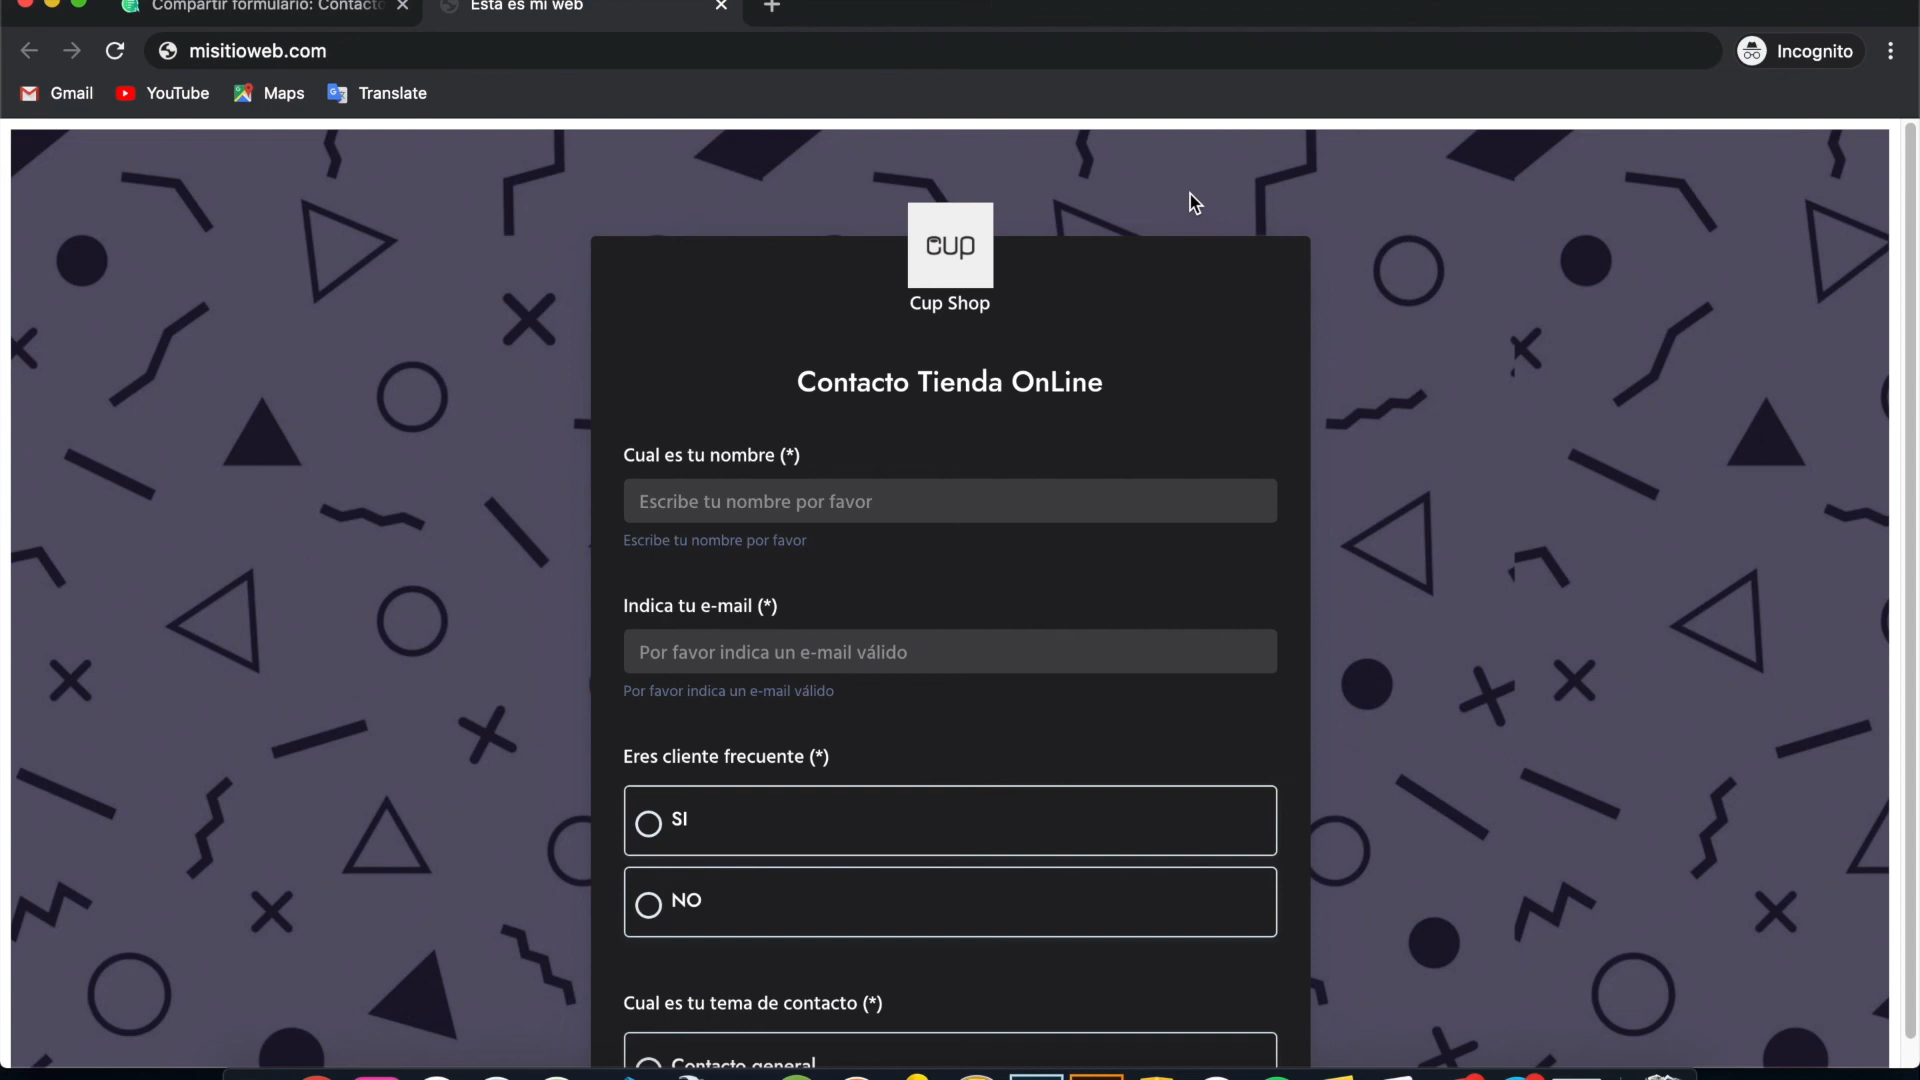 Compartir formulario: Contacto
Esta es mi web
misitioweb.com
Incognito
Gmail
YouTube
Maps
Translate
cup
Cup Shop
Contacto Tienda OnLine
Cual es tu nombre (*)
Escribe tu nombre por favor
Escribe tu nombre por favor
Indica tu e-mail (*)
Por favor indica un e-mail válido
Por favor indica un e-mail válido
Eres cliente frecuente (*)
SI
NO
Cual es tu tema de contacto (*)
Contacto general